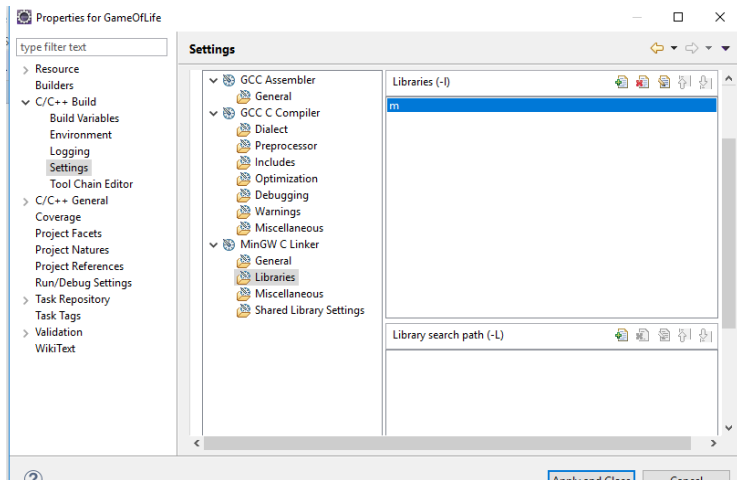 Properties for GameOfLife
type filter text
Settings
Resource
Builders
C/C++ Build
Build Variables
Environment
Logging
Settings
Tool Chain Editor
C/C++ General
Coverage
Project Facets
Project Natures
Project References
Run/Debug Settings
Task Repository
Task Tags
Validation
WikiText
GCC Assembler
General
GCC C Compiler
Dialect
Preprocessor
Includes
Optimization
Debugging
Warnings
Miscellaneous
MinGW C Linker
General
Libraries
Miscellaneous
Shared Library Settings
Libraries (-l)
m
Library search path (-L)
Apply and Close
Cancel